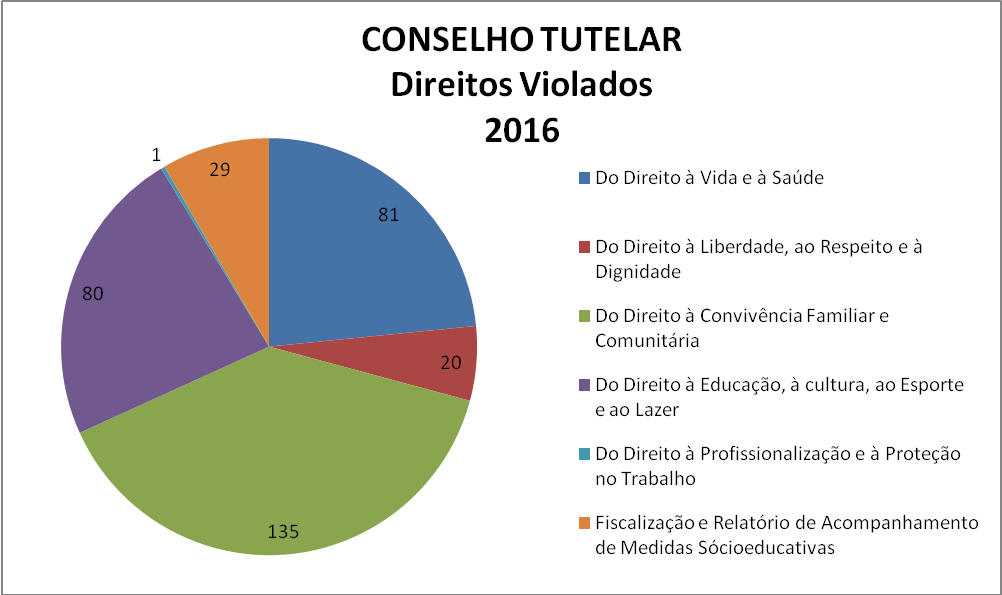 CONSELHO TUTELAR
Direitos Violados
2016
1
29
81
80
20
135
Do Direito à Vida e à Saúde
Do Direito à Liberdade, ao Respeito e à
Dignidade
Do Direito à Convivência Familiar e
Comunitária
Do Direito à Educação, à cultura, ao Esporte
e ao Lazer
Do Direito à Profissionalização e à Proteção
no Trabalho
Fiscalização e Relatório de Acompanhamento
de Medidas Sócioeducativas